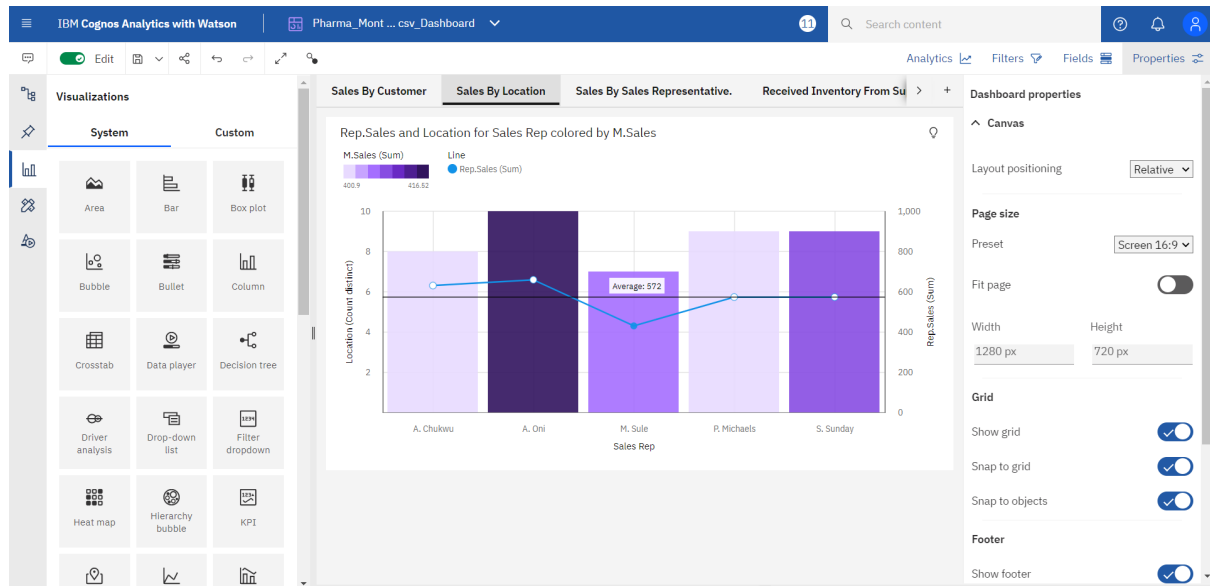 IBM Cognos Analytics with Watson
Pharma_Mont ... csv_Dashboard
11
Search content
Edit
Analytics
Filters
Fields
Properties
Visualizations
System
Custom
Area
Bar
Box plot
Bubble
Bullet
Column
Crosstab
Data player
Decision tree
Driver
analysis
Drop-down
list
Filter
dropdown
Heat map
Hierarchy
bubble
KPI
Sales By Customer
Sales By Location
Sales By Sales Representative.
Received Inventory From Su
Rep.Sales and Location for Sales Rep colored by M.Sales
M.Sales (Sum)
400.9
416.52
Line
Rep.Sales (Sum)
Location (Count distinct)
10
8
6
4
2
Average: 572
1,000
800
600
400
200
0
Rep.Sales (Sum)
A. Chukwu
A. Oni
M. Sule
P. Michaels
S. Sunday
Sales Rep
Dashboard properties
Canvas
Layout positioning
Relative
Page size
Preset
Screen 16:9
Fit page
Width
Height
1280 px
720 px
Grid
Show grid
Snap to grid
Snap to objects
Footer
Show footer